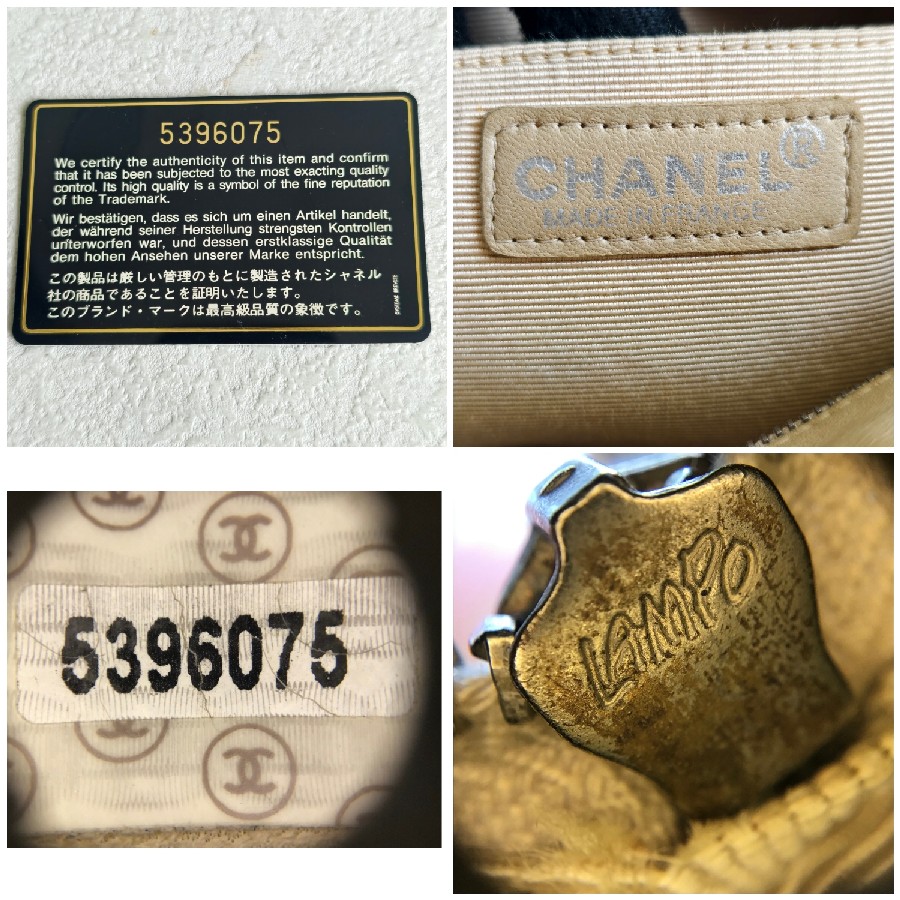 5396075
We certify the authenticity of this item and confirm
that it has been subjected to the most exacting quality
control. Its high quality is a symbol of the fine reputation
of the Trademark.
Wir bestätigen, dass es sich um einen Artikel handelt,
der während seiner Herstellung strengsten Kontrollen
unterworfen war, und dessen erstklassige Qualität
dem hohen Ansehen unserer Marke entspricht.
この製品は厳しい管理のもとに製造されたシャネル
社の商品であることを証明いたします。
このブランド・マークは最高級品質の象徴です。
CHANEL®
MADE IN FRANCE
5396075
LAMPO